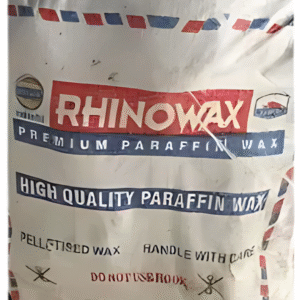 RHINOWAX
PREMIUM PARAFFIN WAX
HIGH QUALITY PARAFFIN WAX
PELLETISED WAX HANDLE WITH CARE
DO NOT USE HOOK